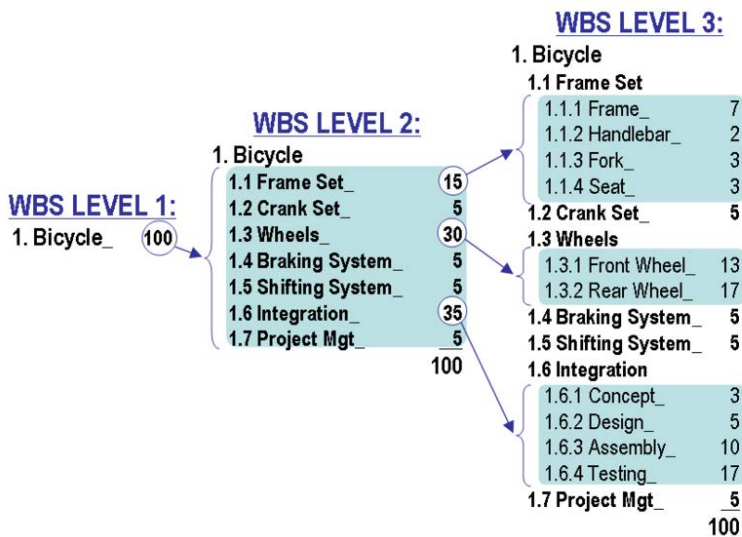 WBS LEVEL 1:
1. Bicycle_ 100
WBS LEVEL 2:
1. Bicycle
1.1 Frame Set_ 15
1.2 Crank Set_ 5
1.3 Wheels_ 30
1.4 Braking System_ 5
1.5 Shifting System_ 5
1.6 Integration_ 35
1.7 Project Mgt_ 5
100
WBS LEVEL 3:
1. Bicycle
1.1 Frame Set
1.1.1 Frame_ 7
1.1.2 Handlebar_ 2
1.1.3 Fork_ 3
1.1.4 Seat_ 3
1.2 Crank Set_ 5
1.3 Wheels
1.3.1 Front Wheel_ 13
1.3.2 Rear Wheel_ 17
1.4 Braking System_ 5
1.5 Shifting System_ 5
1.6 Integration
1.6.1 Concept_ 3
1.6.2 Design_ 5
1.6.3 Assembly_ 10
1.6.4 Testing_ 17
1.7 Project Mgt_ 5
100